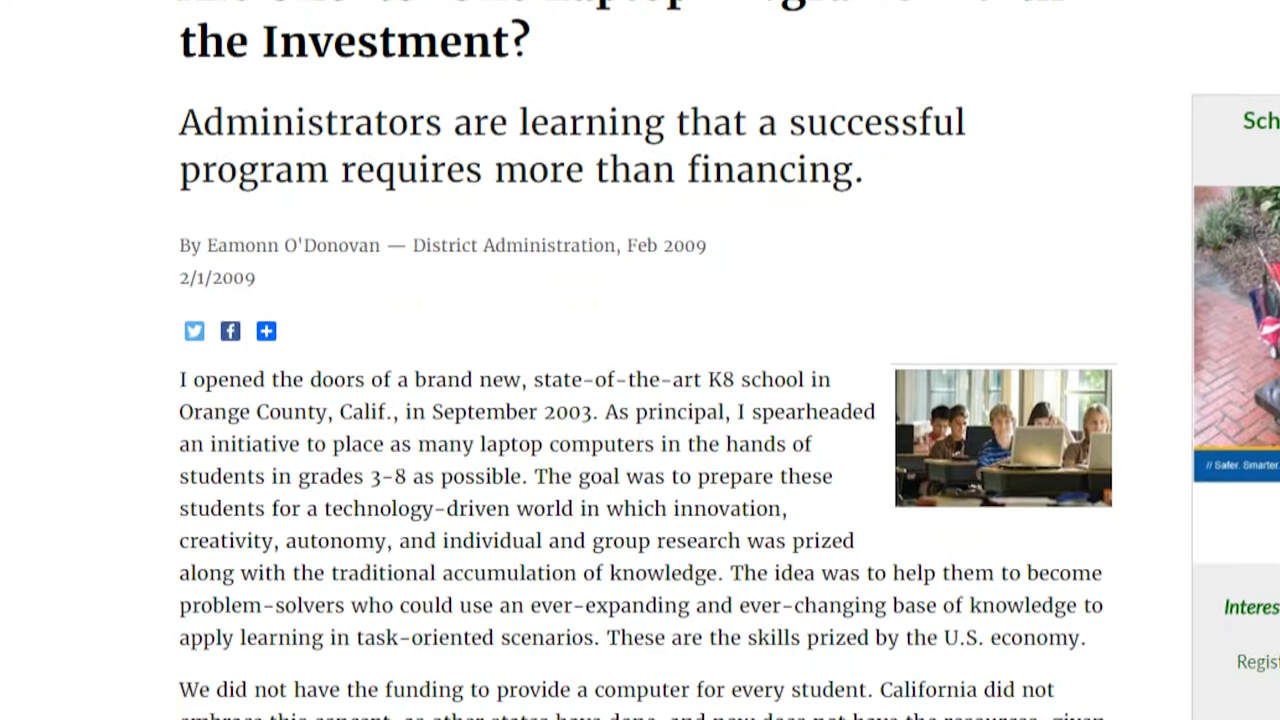 the Investment?
Administrators are learning that a successful
program requires more than financing.
By Eamonn O'Donovan — District Administration, Feb 2009
2/1/2009
I opened the doors of a brand new, state-of-the-art K8 school in
Orange County, Calif., in September 2003. As principal, I spearheaded
an initiative to place as many laptop computers in the hands of
students in grades 3-8 as possible. The goal was to prepare these
students for a technology-driven world in which innovation,
creativity, autonomy, and individual and group research was prized
along with the traditional accumulation of knowledge. The idea was to help them to become
problem-solvers who could use an ever-expanding and ever-changing base of knowledge to
apply learning in task-oriented scenarios. These are the skills prized by the U.S. economy.
We did not have the funding to provide a computer for every student. California did not
Sch
// Safer. Smarter.
Interes
Regist